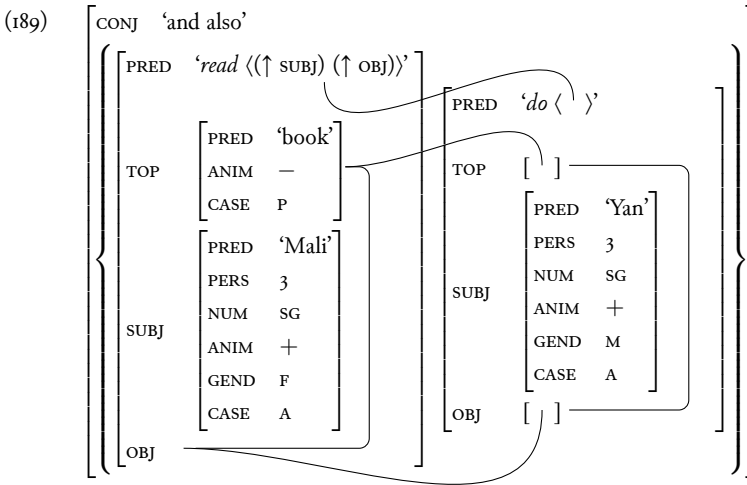 (189)
CONJ ‘and also’
PRED ‘read ⟨(↑ SUBJ) (↑ OBJ)⟩’
TOP
PRED ‘book’
ANIM −
CASE P
SUBJ
PRED ‘Mali’
PERS 3
NUM SG
ANIM +
GEND F
CASE A
OBJ
PRED ‘do ⟨ ⟩’
TOP [ ]
SUBJ
PRED ‘Yan’
PERS 3
NUM SG
ANIM +
GEND M
CASE A
OBJ [ ]